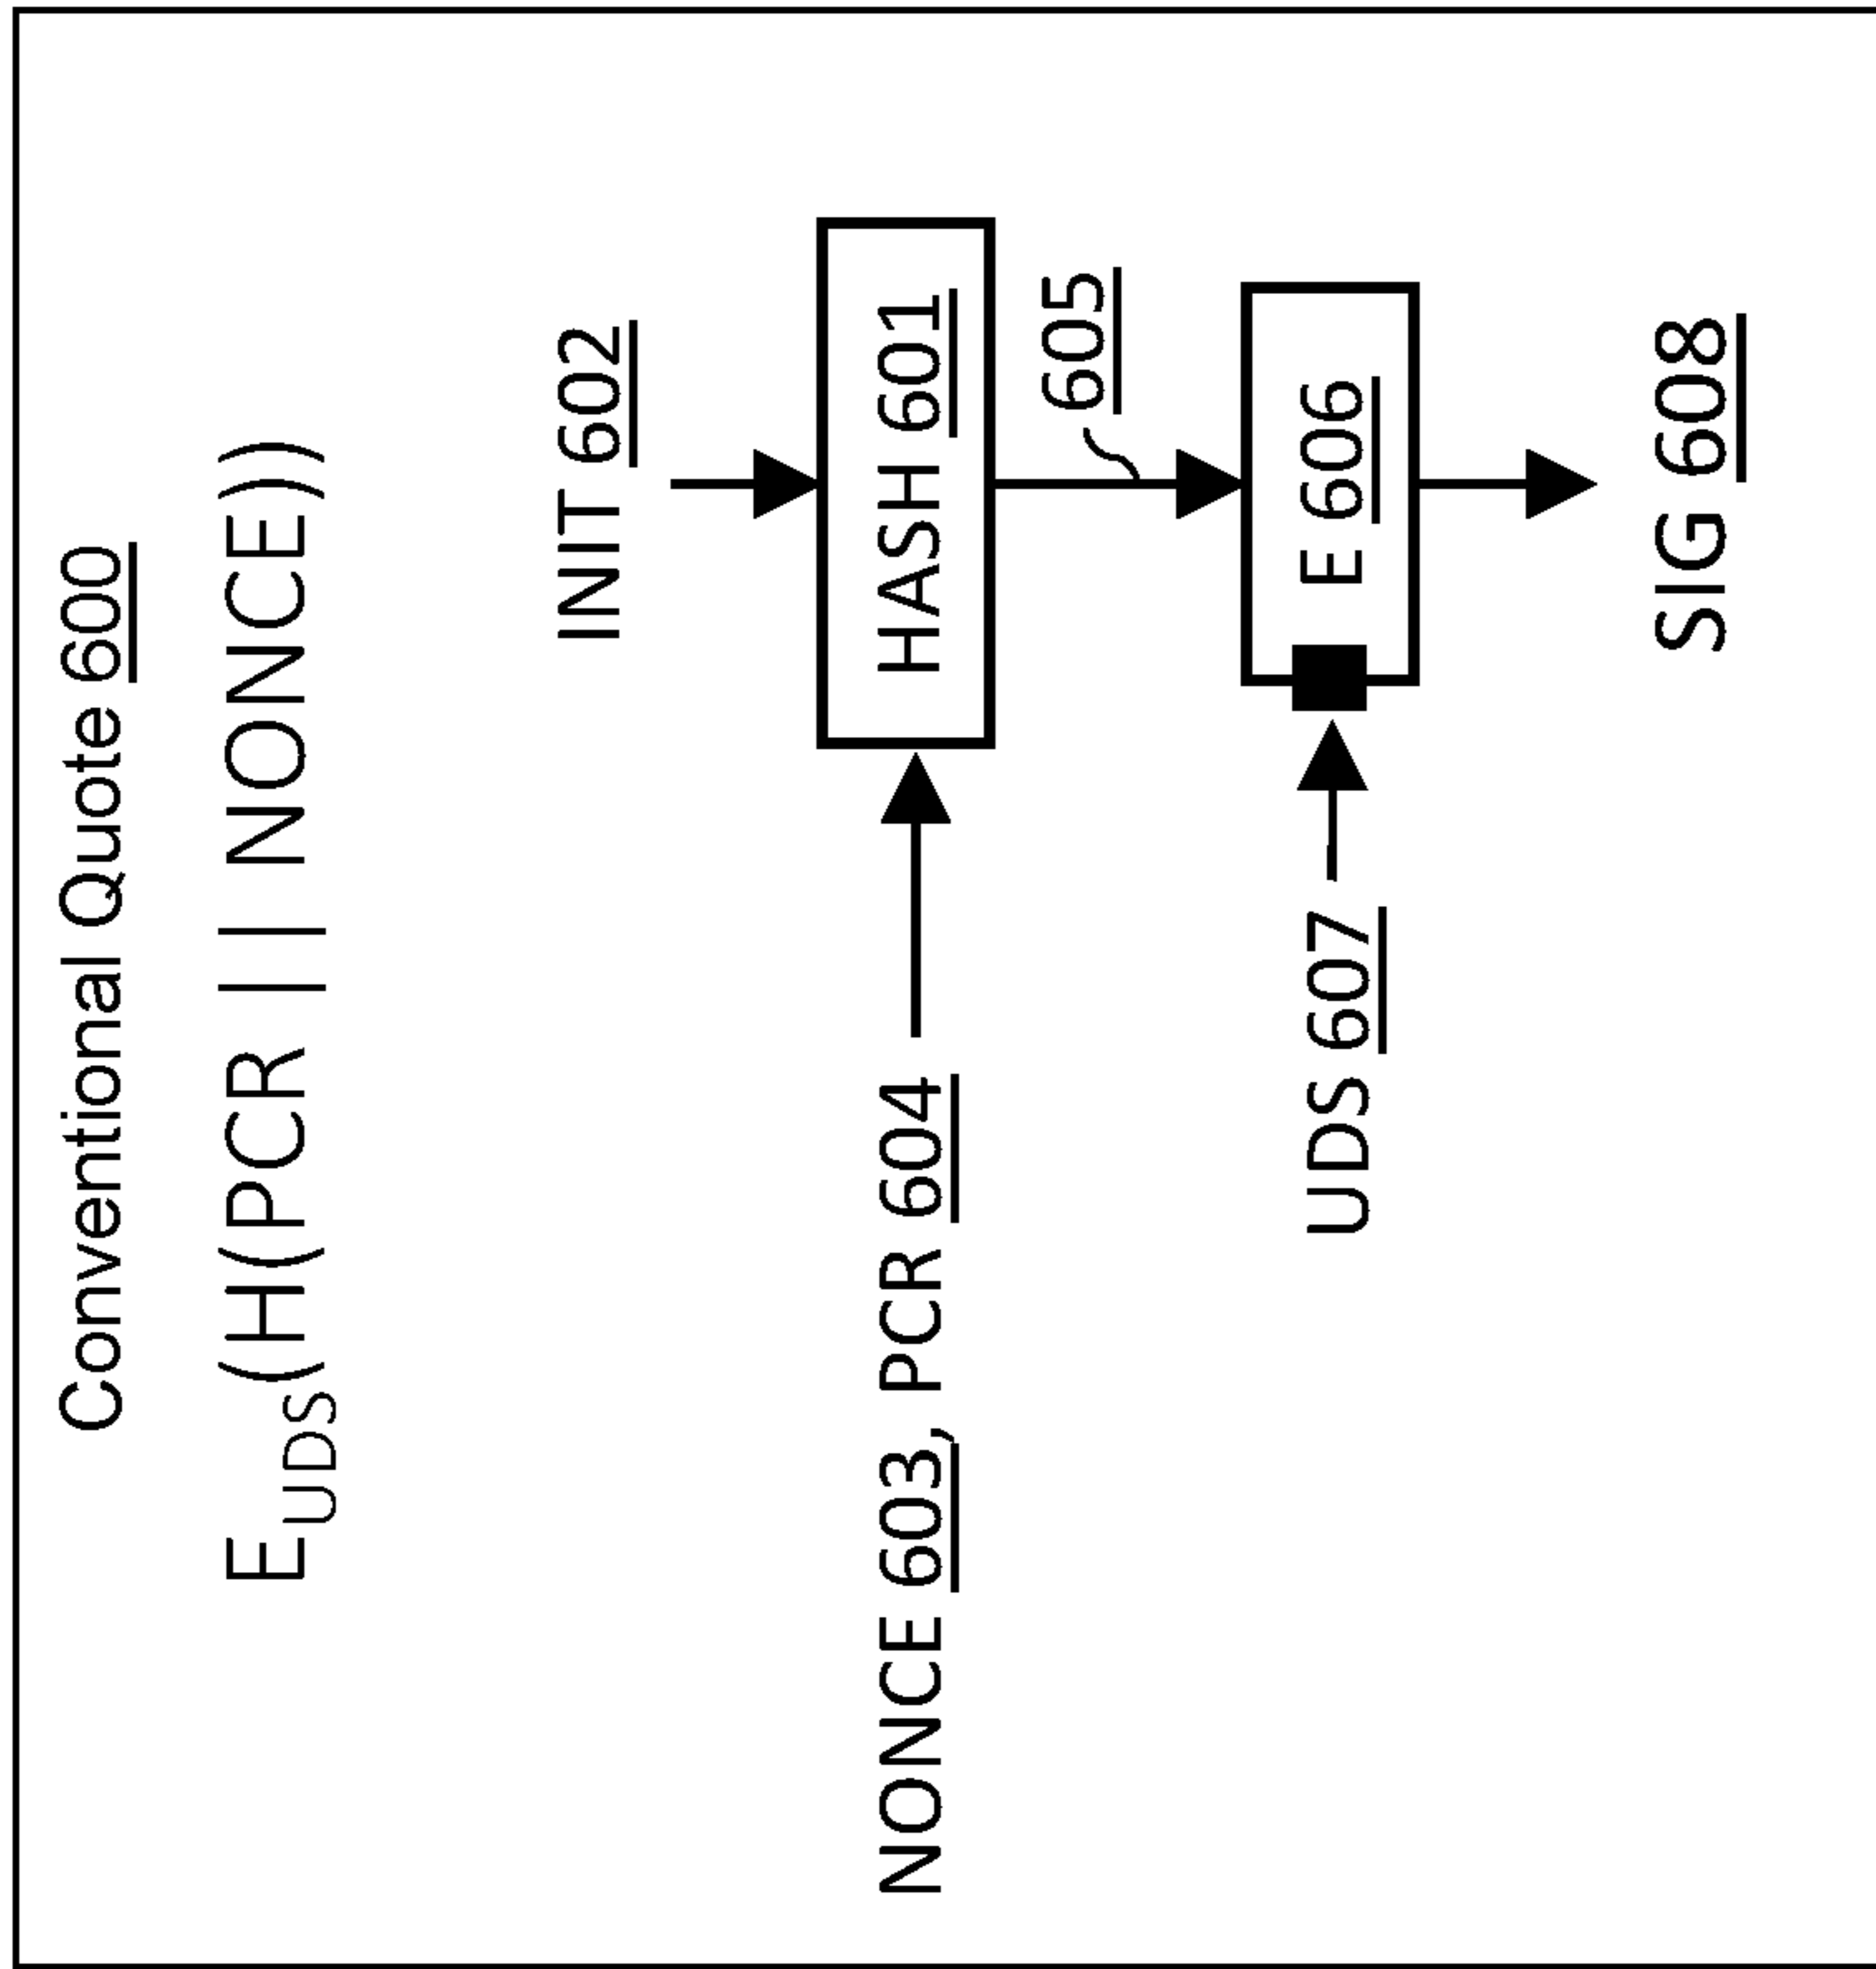 Conventional Quote 600
EUDS(H(PCR || NONCE))
INIT 602
NONCE 603, PCR 604
HASH 601
605
UDS 607
E 606
SIG 608